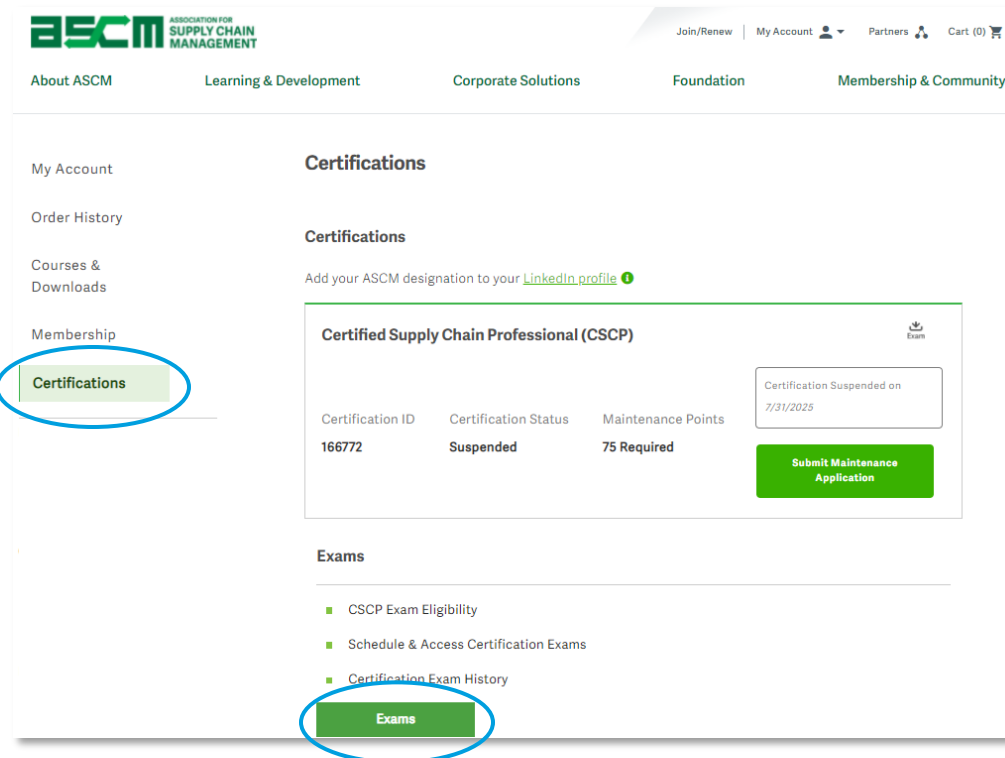 ascm ASSOCIATION FOR
SUPPLY CHAIN
MANAGEMENT
Join/Renew My Account Partners Cart (0)
About ASCM Learning & Development Corporate Solutions Foundation Membership & Community
My Account
Order History
Courses &
Downloads
Membership
Certifications
Certifications
Certifications
Add your ASCM designation to your LinkedIn profile
Certified Supply Chain Professional (CSCP)
Exam
Certification Suspended on
7/31/2025
Certification ID Certification Status Maintenance Points
166772 Suspended 75 Required
Submit Maintenance
Application
Exams
CSCP Exam Eligibility
Schedule & Access Certification Exams
Certification Exam History
Exams